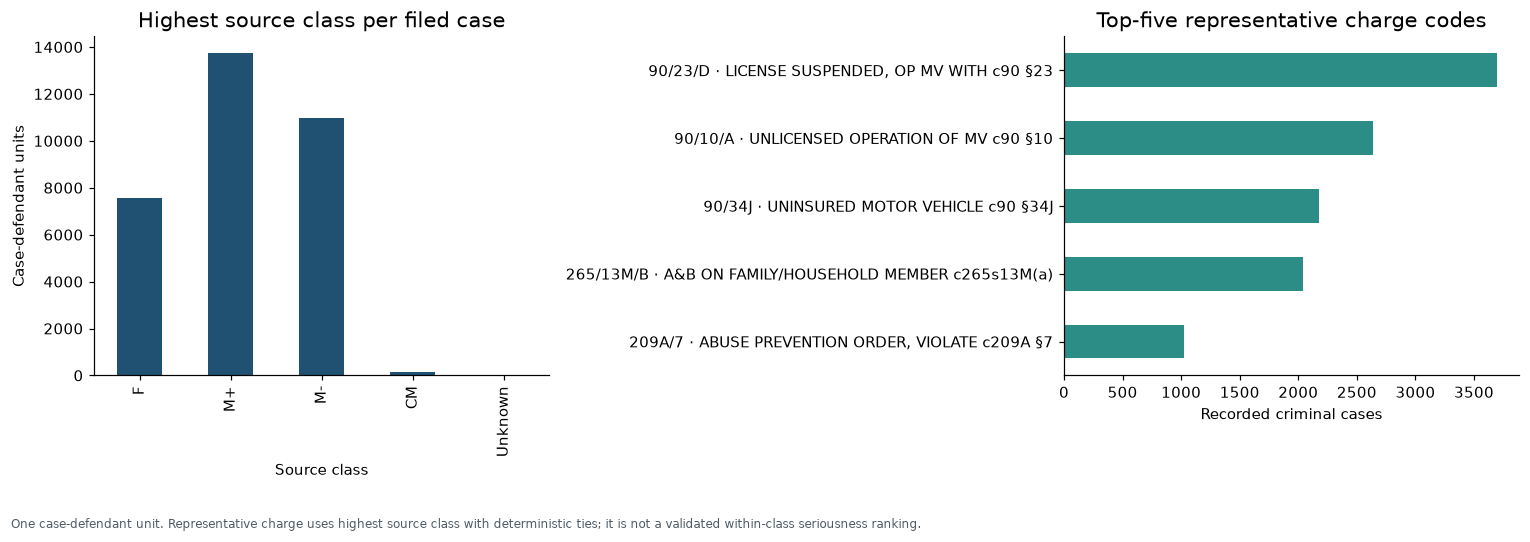 Highest source class per filed case
14000
12000
10000
8000
6000
4000
2000
0
Case-defendant units
F
M+
M-
CM
Unknown
Source class
Top-five representative charge codes
90/23/D · LICENSE SUSPENDED, OP MV WITH c90 §23
90/10/A · UNLICENSED OPERATION OF MV c90 §10
90/34J · UNINSURED MOTOR VEHICLE c90 §34J
265/13M/B · A&B ON FAMILY/HOUSEHOLD MEMBER c265s13M(a)
209A/7 · ABUSE PREVENTION ORDER, VIOLATE c209A §7
0 500 1000 1500 2000 2500 3000 3500
Recorded criminal cases
One case-defendant unit. Representative charge uses highest source class with deterministic ties; it is not a validated within-class seriousness ranking.